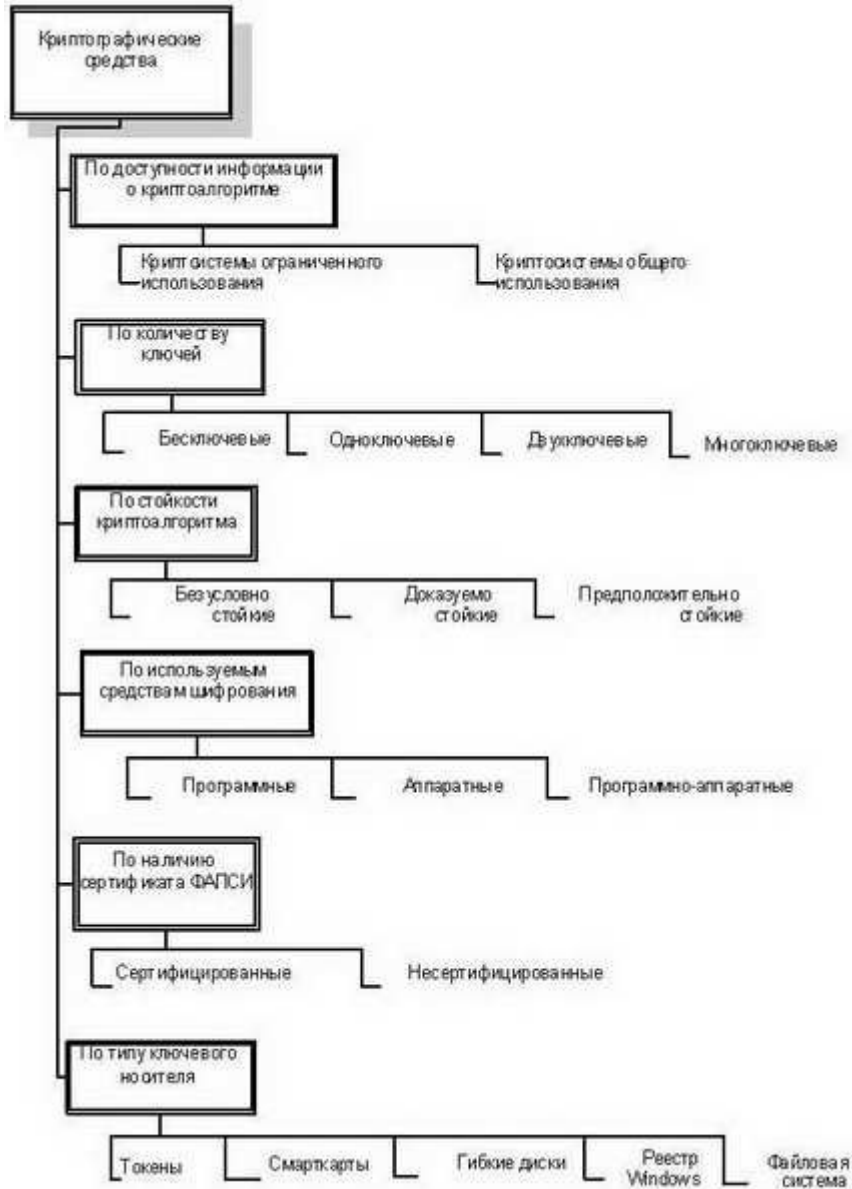 Криптографические
средства
По доступности информации
о криптоалгоритме
Криптсистемы ограниченного
использования
Криптосистемы общего
использования
По количеству
ключей
Бесключевые
Одноключевые
Двухключевые
Многоключевые
По стойкости
криптоалгоритма
Безусловно
стойкие
Доказуемо
стойкие
Предположительно
стойкие
По используемым
средствам шифрования
Программные
Аппаратные
Программно-аппаратные
По наличию
сертификата ФАПСИ
Сертифицированные
Несертифицированные
По типу ключевого
носителя
Токены
Смарткарты
Гибкие диски
Реестр
Windows
Файловая
система